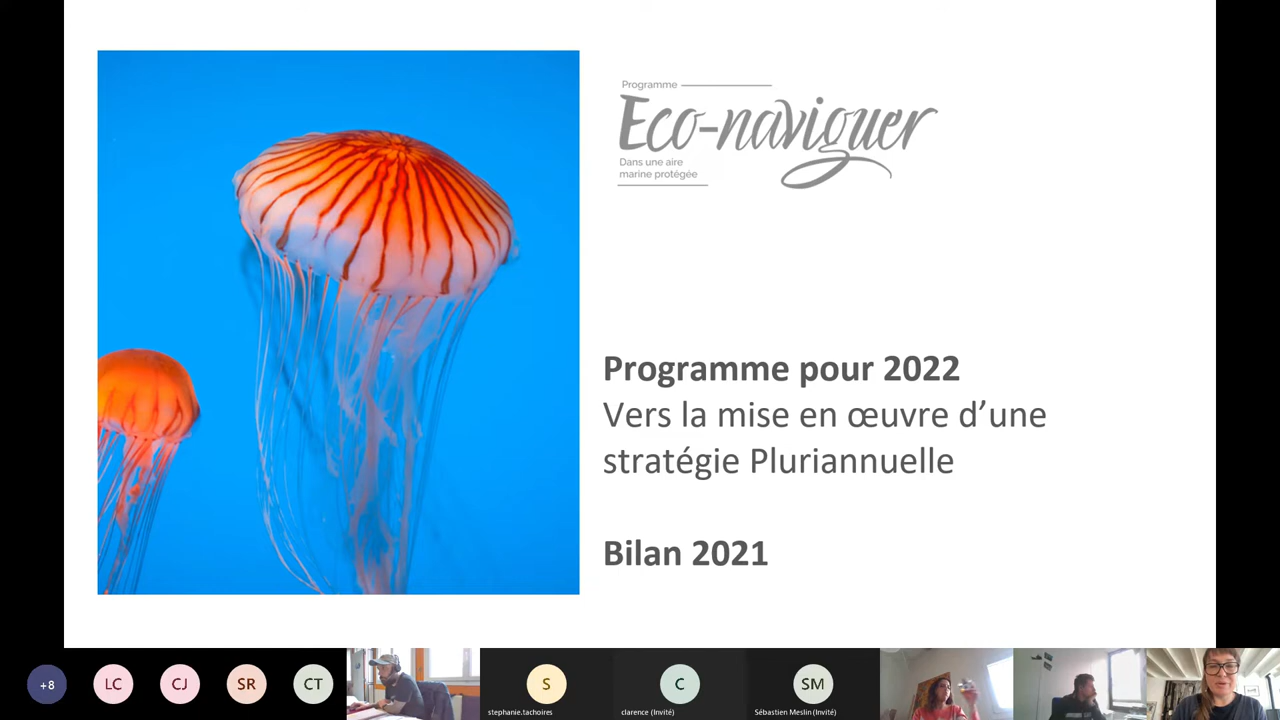 Programme
Eco-naviguer
Dans une aire
marine protégée
Programme pour 2022
Vers la mise en œuvre d’une
stratégie Pluriannuelle
Bilan 2021
+8
LC
CJ
SR
CT
S
stephanie.tachoires
C
clarence (Invité)
SM
Sébastien Meslin (Invité)